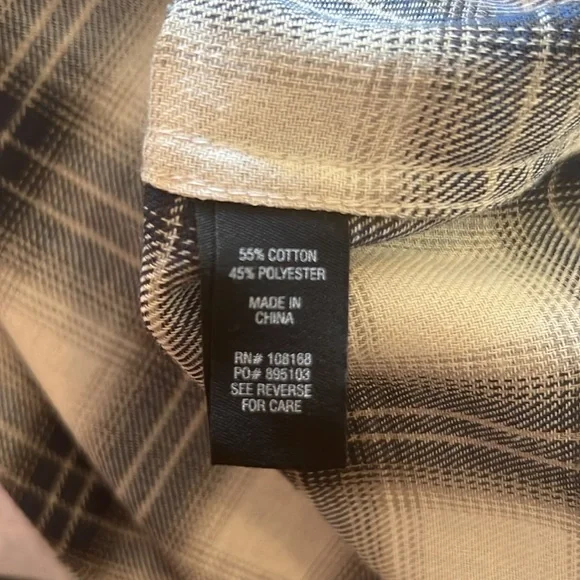 55% COTTON
45% POLYESTER
MADE IN
CHINA
RN# 108168
PO# 895103
SEE REVERSE
FOR CARE